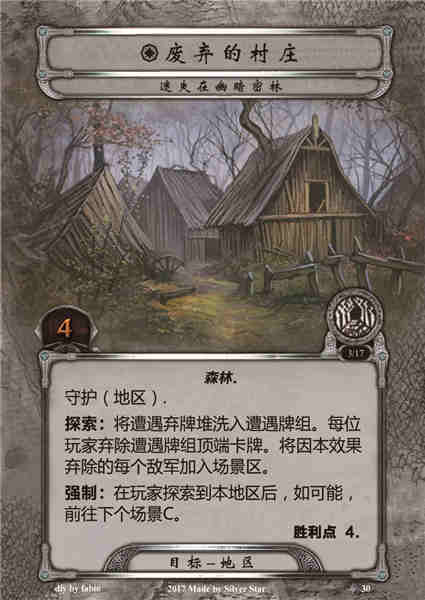 废弃的村庄
迷失在幽暗密林
4
3/17
森林.
守护（地区）.
探索：将遭遇弃牌堆洗入遭遇牌组。每位
玩家弃除遭遇牌组顶端卡牌。将因本效果
弃除的每个敌军加入场景区。
强制：在玩家探索到本地区后，如可能，
前往下个场景C。
胜利点 4.
目标－地区
diy by fabio 2017 Made by Silver Star 30